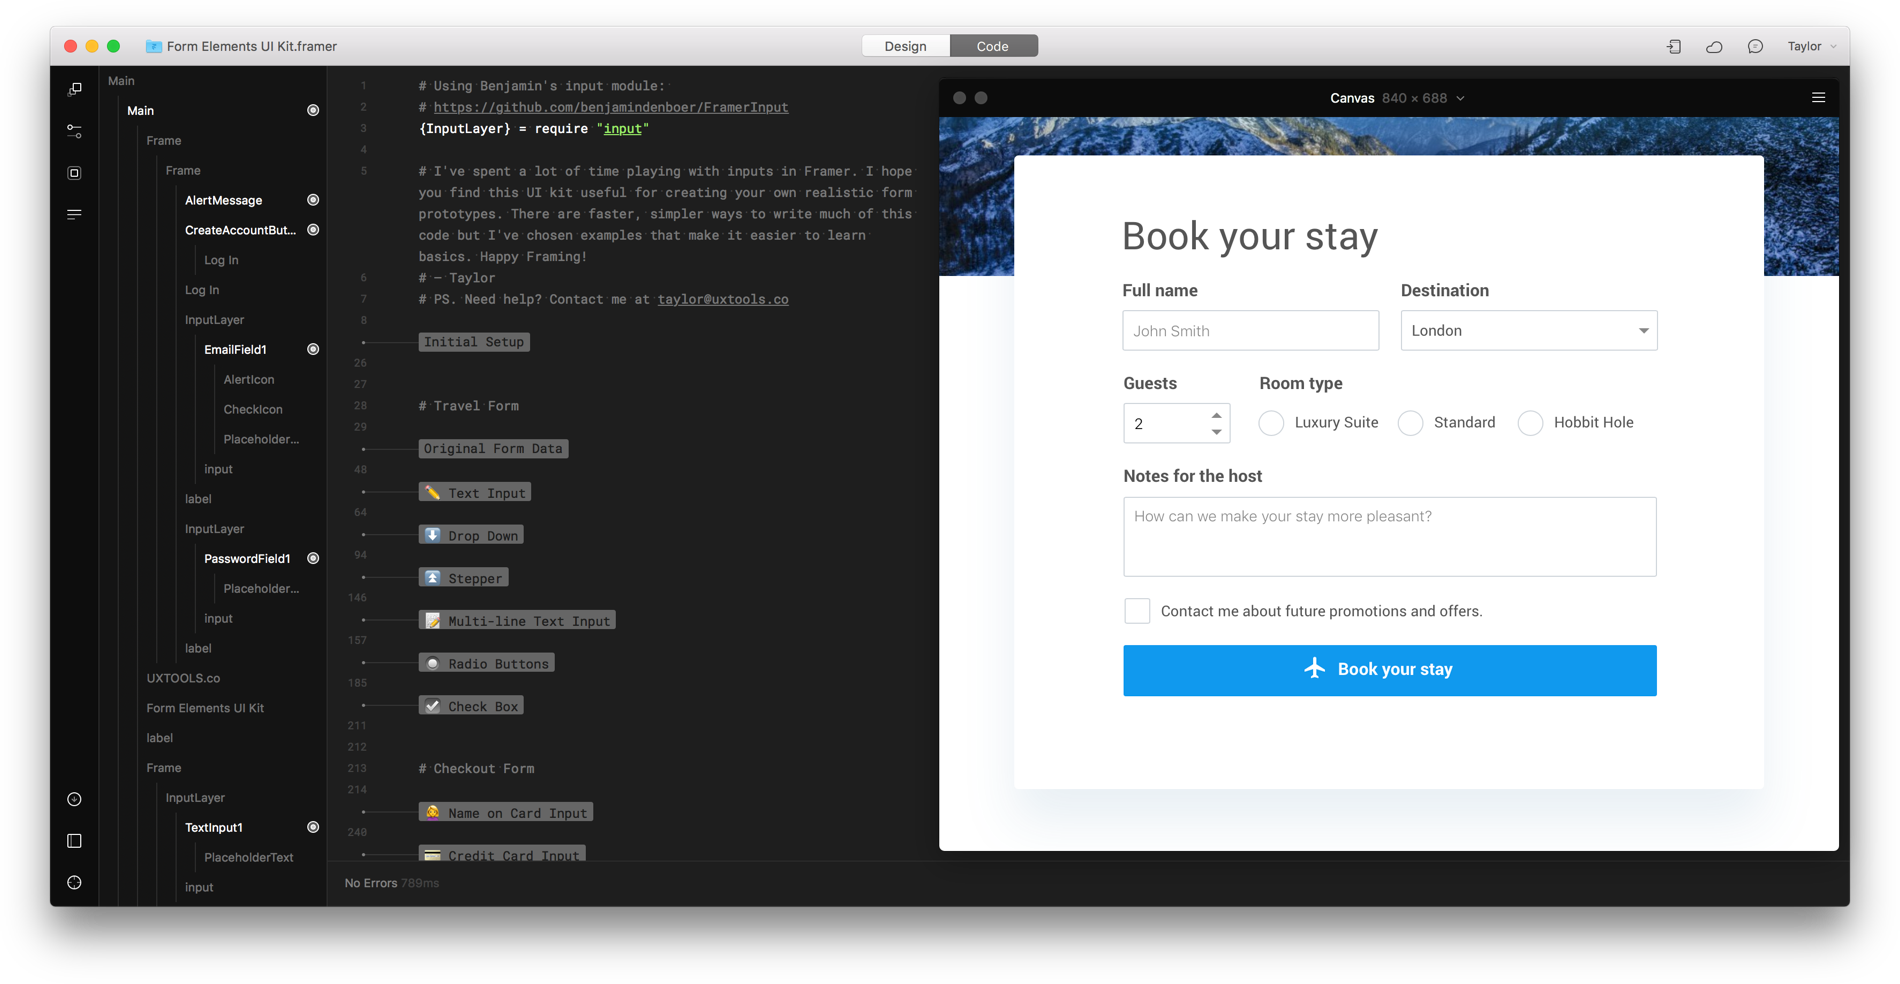 Form Elements UI Kit.framer
Design
Code
Taylor
Main
Main
Frame
Frame
AlertMessage
CreateAccountBut...
Log In
Log In
InputLayer
EmailField1
AlertIcon
CheckIcon
Placeholder...
input
label
InputLayer
PasswordField1
Placeholder...
input
label
UXTOOLS.co
Form Elements UI Kit
label
Frame
InputLayer
TextInput1
PlaceholderText
input
1 # Using Benjamin's input module:
2 # https://github.com/benjamindenboer/FramerInput
3 {InputLayer} = require "input"
4
5 # I've spent a lot of time playing with inputs in Framer. I hope
you find this UI kit useful for creating your own realistic form
prototypes. There are faster, simpler ways to write much of this
code but I've chosen examples that make it easier to learn
basics. Happy Framing!
6 # – Taylor
7 # PS. Need help? Contact me at taylor@uxtools.co
8
Initial Setup
26
27
28 # Travel Form
29
Original Form Data
48
Text Input
64
Drop Down
94
Stepper
146
Multi-line Text Input
157
Radio Buttons
185
Check Box
211
212
213 # Checkout Form
214
Name on Card Input
240
Credit Card Input
No Errors 789ms
Canvas 840 × 688
Book your stay
Full name
Destination
John Smith
London
Guests
Room type
2
Luxury Suite
Standard
Hobbit Hole
Notes for the host
How can we make your stay more pleasant?
Contact me about future promotions and offers.
Book your stay